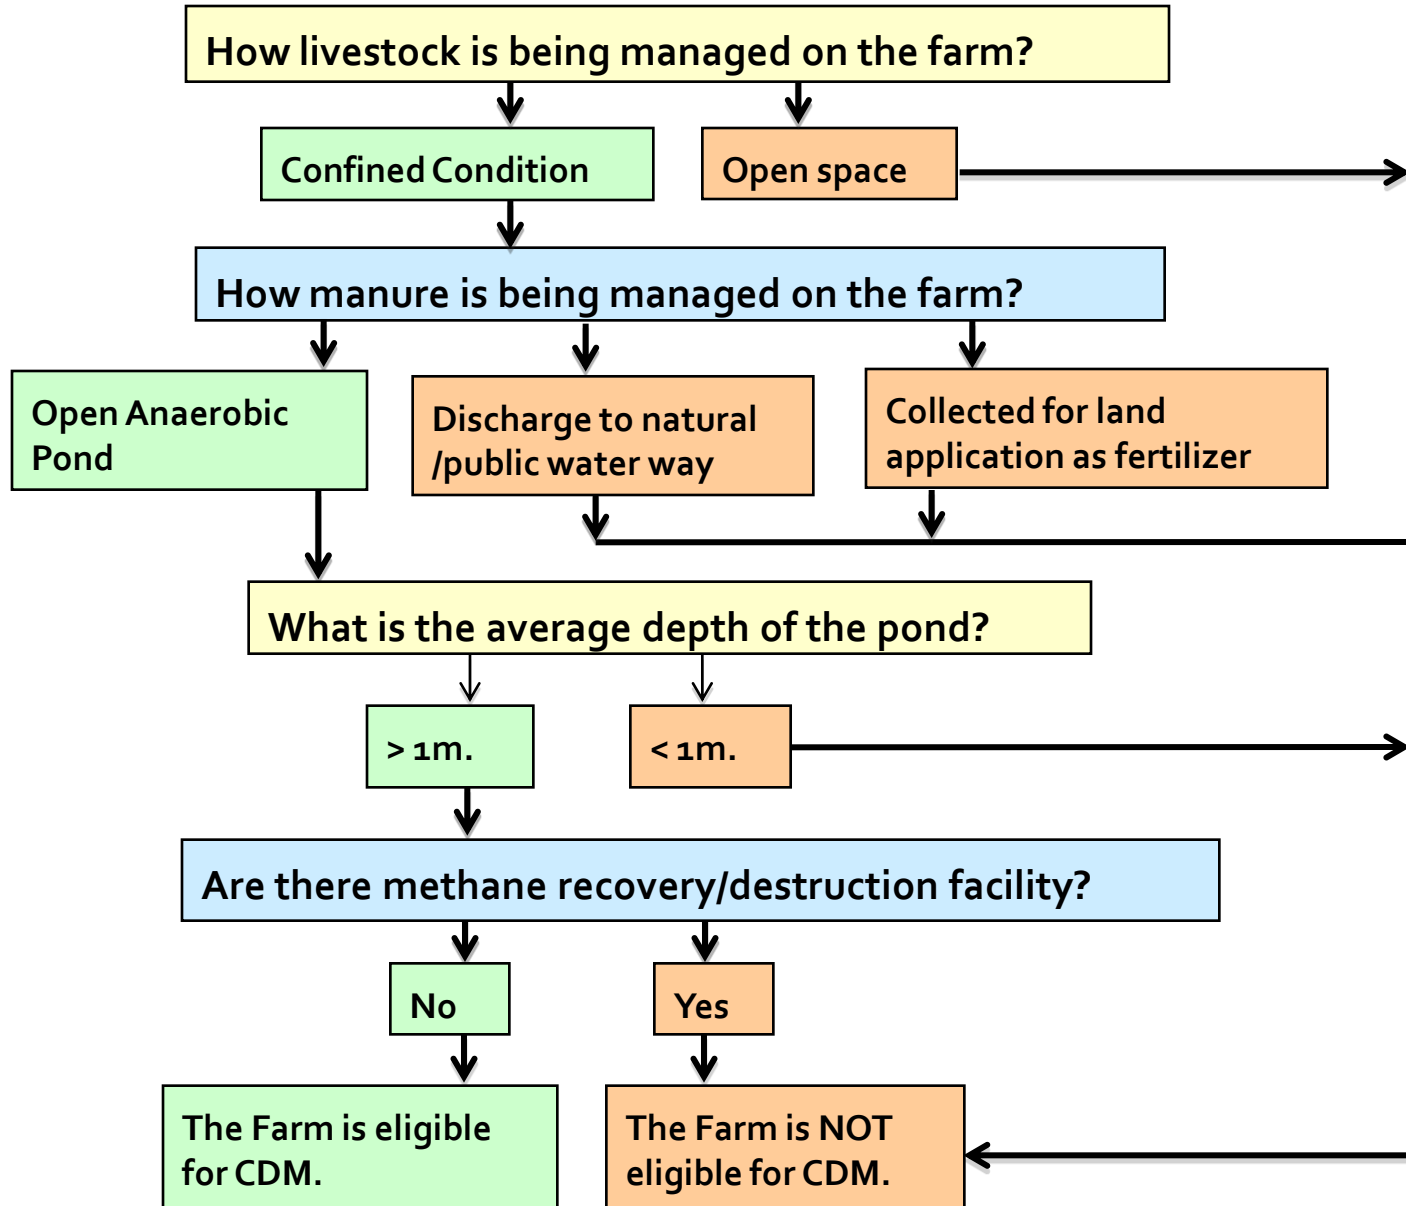 How livestock is being managed on the farm?
Confined Condition
Open space
How manure is being managed on the farm?
Open Anaerobic
Pond
Discharge to natural
/public water way
Collected for land
application as fertilizer
What is the average depth of the pond?
> 1m.
< 1m.
Are there methane recovery/destruction facility?
No
Yes
The Farm is eligible
for CDM.
The Farm is NOT
eligible for CDM.